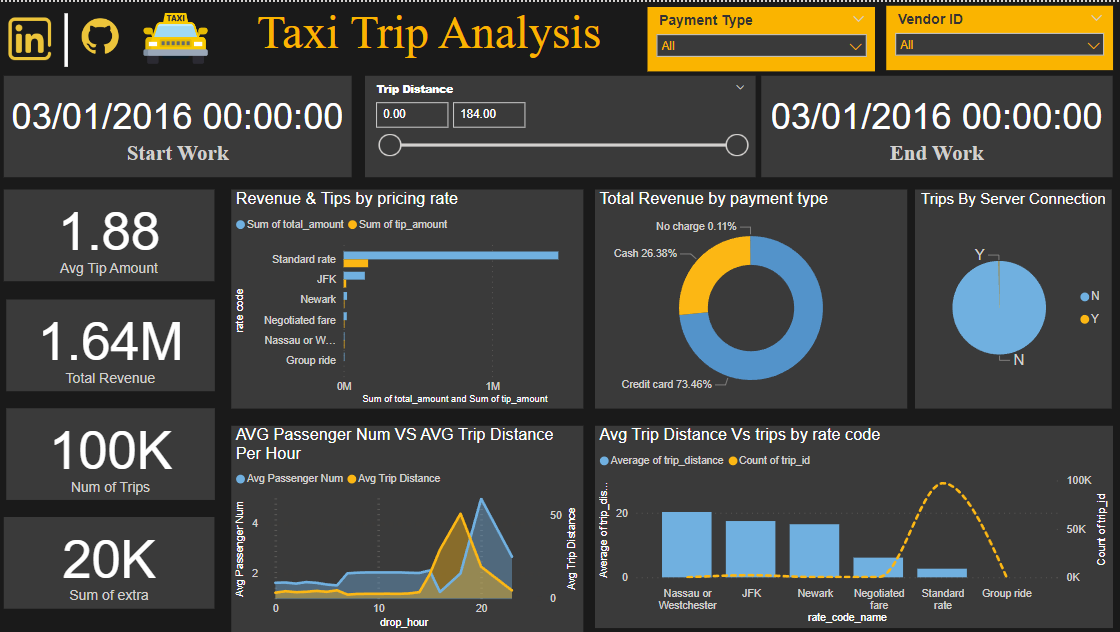 in
TAXI
Taxi Trip Analysis
Payment Type
All
Vendor ID
All
03/01/2016 00:00:00
Start Work
Trip Distance
0.00
184.00
03/01/2016 00:00:00
End Work
1.88
Avg Tip Amount
1.64M
Total Revenue
100K
Num of Trips
20K
Sum of extra
Revenue & Tips by pricing rate
Sum of total_amount
Sum of tip_amount
rate code
Standard rate
JFK
Newark
Negotiated fare
Nassau or W...
Group ride
0M
1M
Sum of total_amount and Sum of tip_amount
Total Revenue by payment type
No charge 0.11%
Cash 26.38%
Credit card 73.46%
Trips By Server Connection
Y
N
N
Y
AVG Passenger Num VS AVG Trip Distance
Per Hour
Avg Passenger Num
Avg Trip Distance
Avg Passenger Num
4
2
50
0
Avg Trip Distance
0
10
20
drop_hour
Avg Trip Distance Vs trips by rate code
Average of trip_distance
Count of trip_id
Average of trip_dis...
20
0
100K
50K
0K
Count of trip_id
Nassau or
Westchester
JFK
Newark
Negotiated
fare
Standard
rate
Group ride
rate_code_name